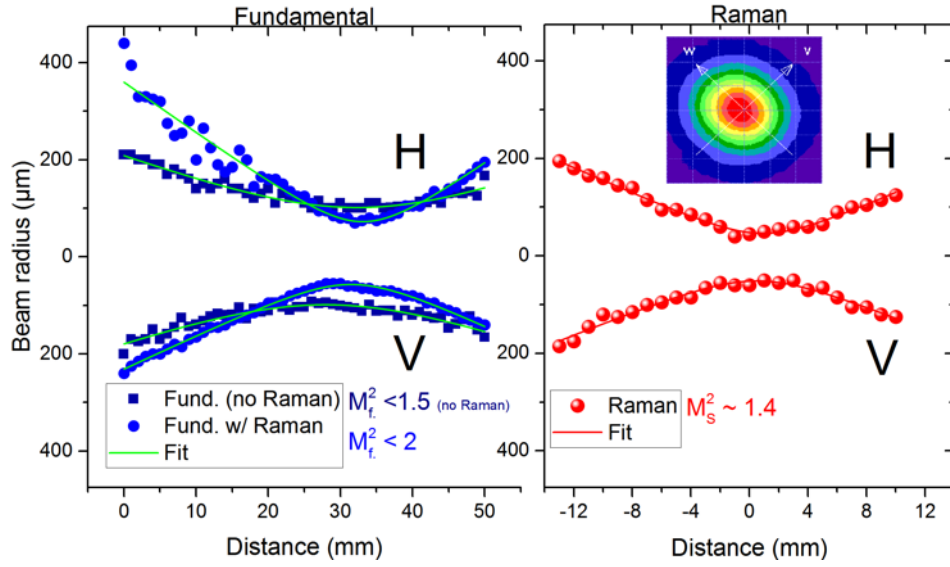 Fundamental
Raman
400
200
0
200
400
Beam radius (µm)
H
V
Fund. (no Raman)
Fund. w/ Raman
Fit
M²f. <1.5 (no Raman)
M²f. < 2
0 10 20 30 40 50
Distance (mm)
400
200
0
200
400
w v
H
V
Raman
Fit
M²S ~ 1.4
-12 -8 -4 0 4 8 12
Distance (mm)